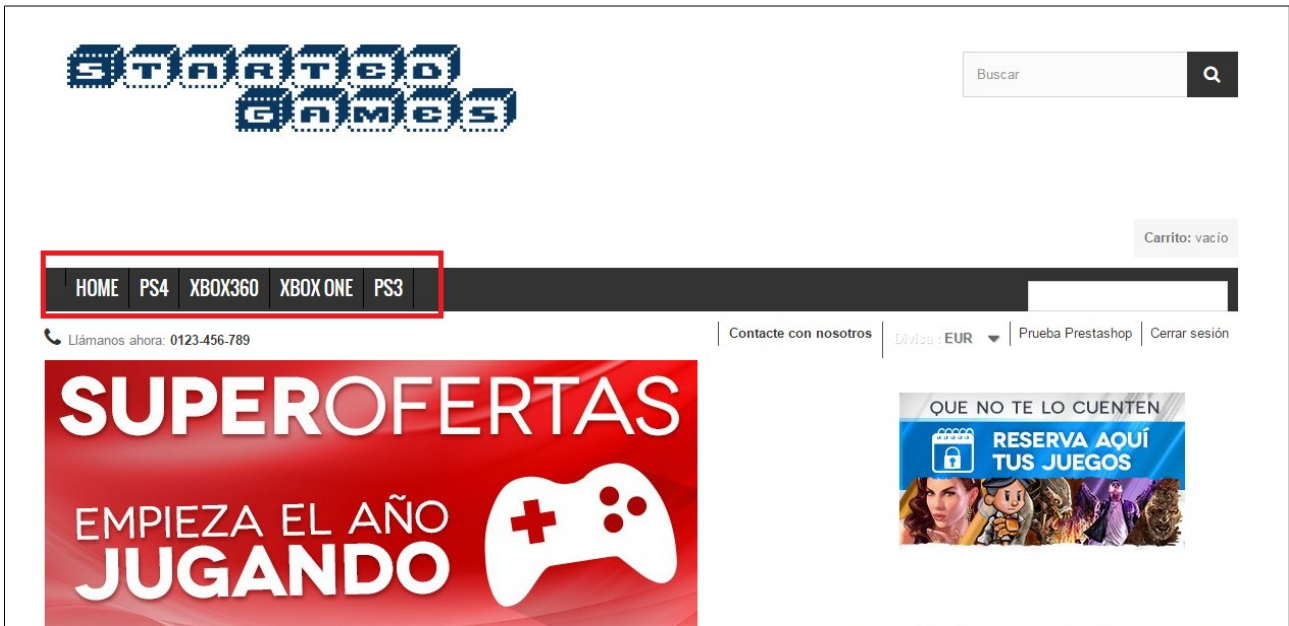 STARTED
GAMES
Buscar
Carrito: vacío
HOME PS4 XBOX360 XBOX ONE PS3
Llámanos ahora: 0123-456-789
Contacte con nosotros
Divisa : EUR
Prueba Prestashop
Cerrar sesión
SUPEROFERTAS
EMPIEZA EL AÑO
JUGANDO
QUE NO TE LO CUENTEN
RESERVA AQUÍ
TUS JUEGOS